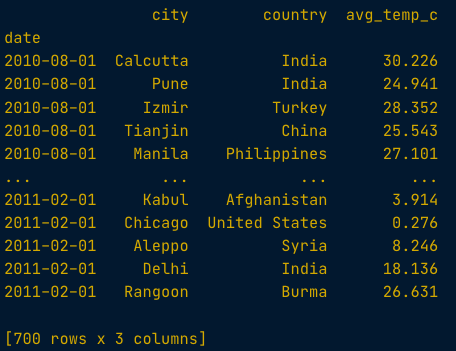 city country avg_temp_c
date
2010-08-01 Calcutta India 30.226
2010-08-01 Pune India 24.941
2010-08-01 Izmir Turkey 28.352
2010-08-01 Tianjin China 25.543
2010-08-01 Manila Philippines 27.101
... ... ... ...
2011-02-01 Kabul Afghanistan 3.914
2011-02-01 Chicago United States 0.276
2011-02-01 Aleppo Syria 8.246
2011-02-01 Delhi India 18.136
2011-02-01 Rangoon Burma 26.631
[700 rows x 3 columns]